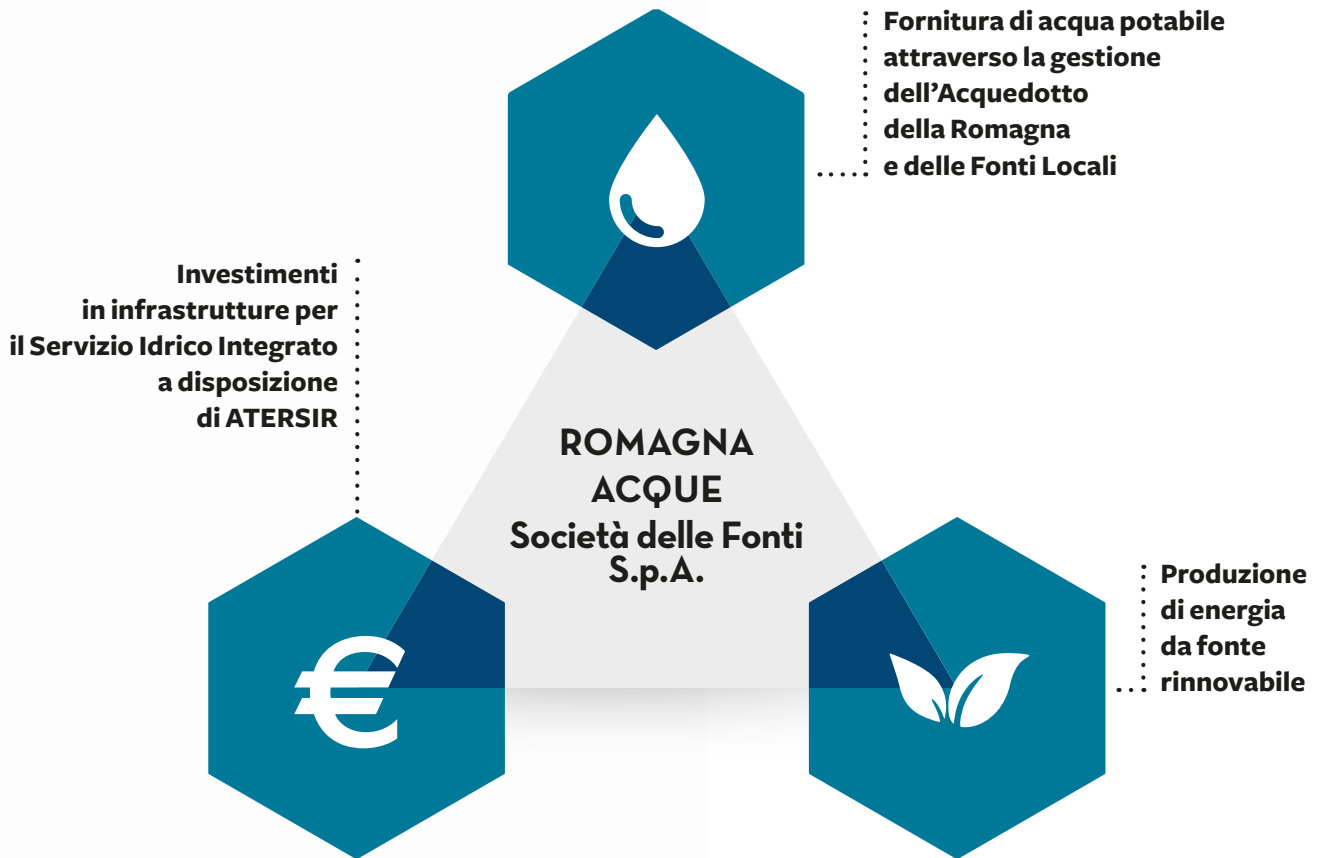 Fornitura di acqua potabile
attraverso la gestione
dell’Acquedotto
della Romagna
e delle Fonti Locali
Investimenti
in infrastrutture per
il Servizio Idrico Integrato
a disposizione
di ATERSIR
ROMAGNA
ACQUE
Società delle Fonti
S.p.A.
Produzione
di energia
da fonte
rinnovabile
€